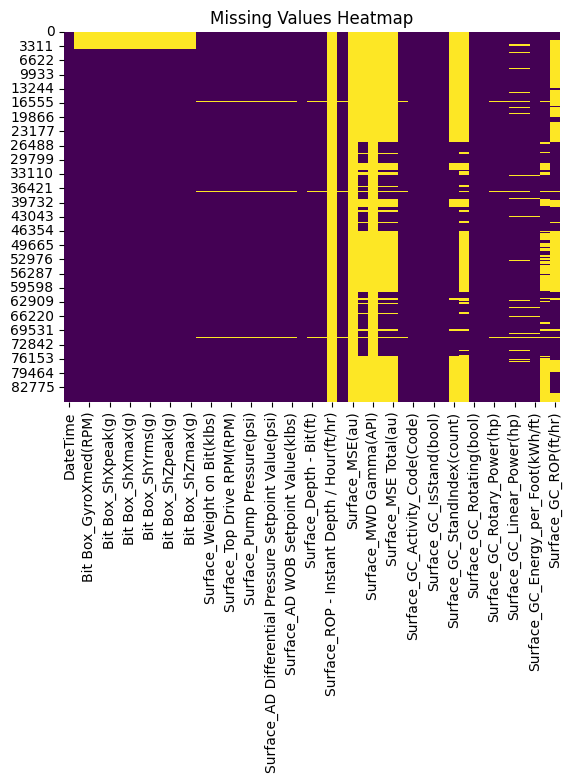 Missing Values Heatmap
0
3311
6622
9933
13244
16555
19866
23177
26488
29799
33110
36421
39732
43043
46354
49665
52976
56287
59598
62909
66220
69531
72842
76153
79464
82775
DateTime
Bit Box_GyroXmed(RPM)
Bit Box_ShXpeak(g)
Bit Box_ShXmax(g)
Bit Box_ShYrms(g)
Bit Box_ShZpeak(g)
Bit Box_ShZmax(g)
Surface_Weight on Bit(klbs)
Surface_Top Drive RPM(RPM)
Surface_Pump Pressure(psi)
Surface_AD Differential Pressure Setpoint Value(psi)
Surface_AD WOB Setpoint Value(klbs)
Surface_Depth - Bit(ft)
Surface_ROP - Instant Depth / Hour(ft/hr)
Surface_MSE(au)
Surface_MWD Gamma(API)
Surface_MSE Total(au)
Surface_GC_Activity_Code(Code)
Surface_GC_IsStand(bool)
Surface_GC_StandIndex(count)
Surface_GC_Rotating(bool)
Surface_GC_Rotary_Power(hp)
Surface_GC_Linear_Power(hp)
Surface_GC_Energy_per_Foot(kWh/ft)
Surface_GC_ROP(ft/hr)